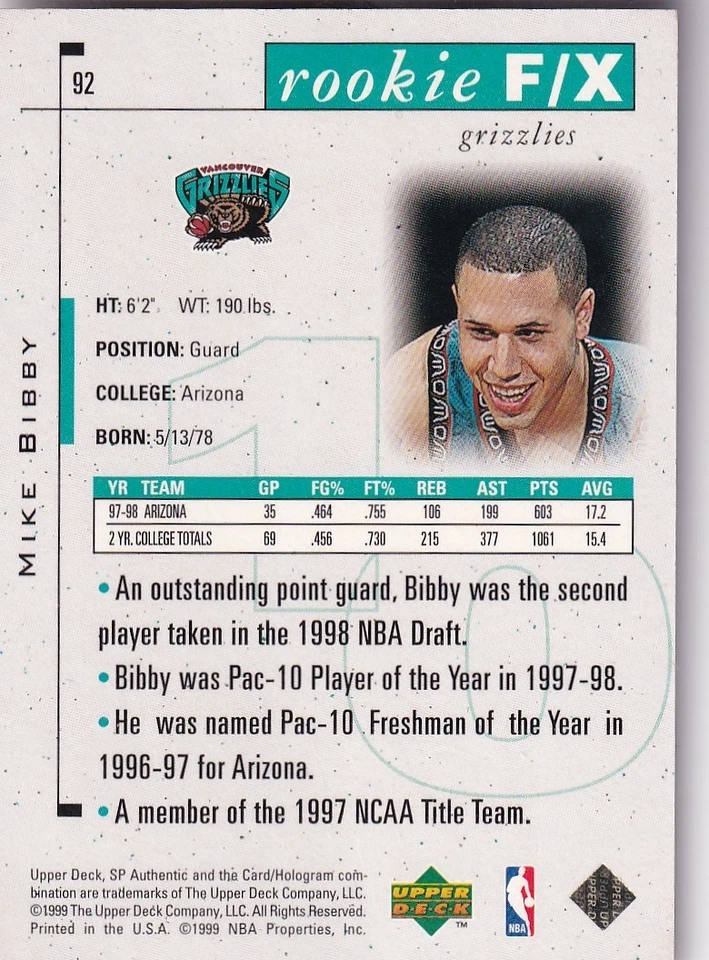 92
rookie F/X
grizzlies
VANCOUVER
GRIZZLIES
HT: 6'2" WT: 190 lbs.
POSITION: Guard
COLLEGE: Arizona
BORN: 5/13/78
MIKE BIBBY
10
YR TEAM GP FG% FT% REB AST PTS AVG
97-98 ARIZONA 35 .464 .755 106 199 603 17.2
2 YR. COLLEGE TOTALS 69 .456 .730 215 377 1061 15.4
• An outstanding point guard, Bibby was the second
player taken in the 1998 NBA Draft.
• Bibby was Pac-10 Player of the Year in 1997-98.
• He was named Pac-10 Freshman of the Year in
1996-97 for Arizona.
• A member of the 1997 NCAA Title Team.
Upper Deck, SP Authentic and the Card/Hologram com-
bination are trademarks of The Upper Deck Company, LLC.
©1999 The Upper Deck Company, LLC. All Rights Reserved.
Printed in the U.S.A. ©1999 NBA Properties, Inc.
UPPER
DECK
TM
NBA